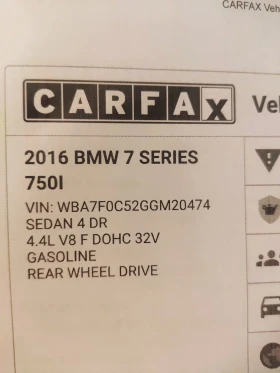 CARFAX Veh
CARFAX Vel
2016 BMW 7 SERIES
750I
VIN: WBA7F0C52GGM20474
SEDAN 4 DR
4.4L V8 F DOHC 32V
GASOLINE
REAR WHEEL DRIVE